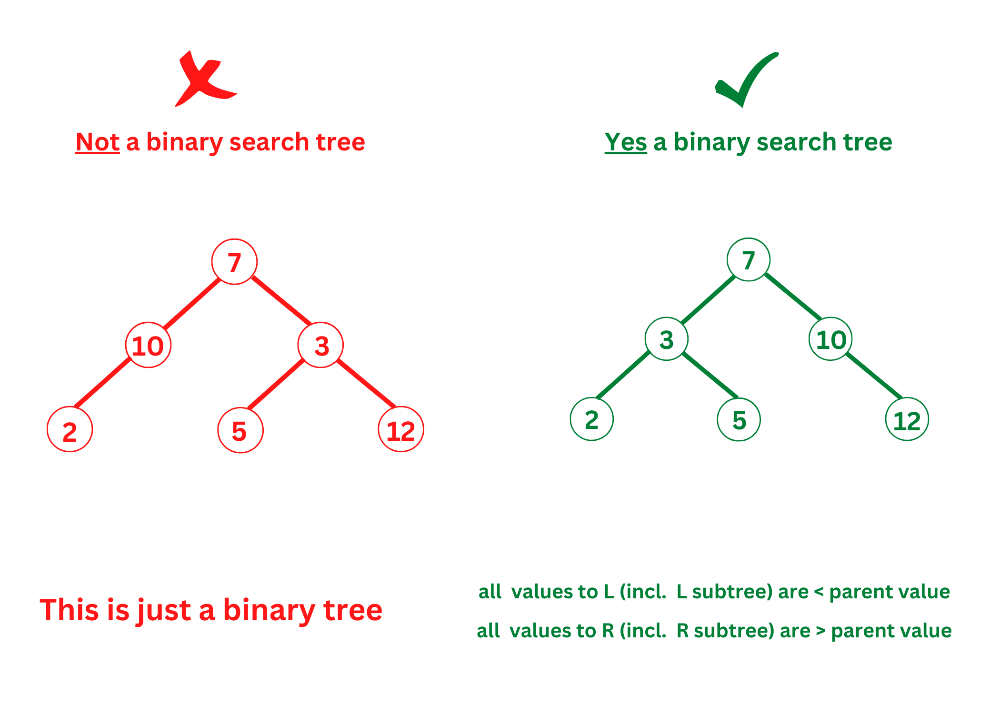 Not a binary search tree
7
10 3
2 5 12
This is just a binary tree
Yes a binary search tree
7
3 10
2 5 12
all values to L (incl. L subtree) are < parent value
all values to R (incl. R subtree) are > parent value